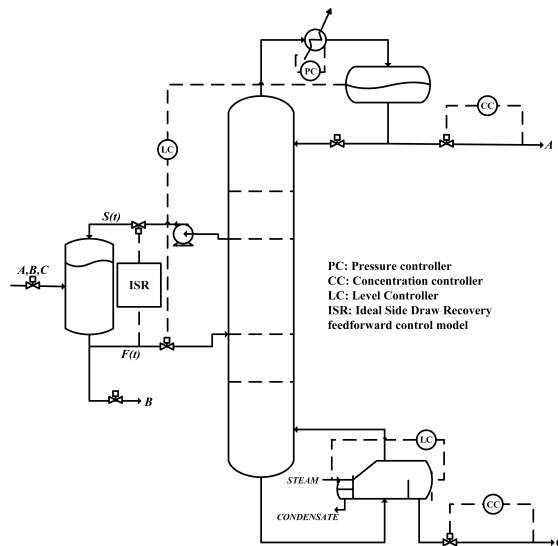 PC
CC
A
LC
S(t)
A,B,C
ISR
F(t)
B
PC: Pressure controller
CC: Concentration controller
LC: Level Controller
ISR: Ideal Side Draw Recovery
feedforward control model
LC
STEAM
CONDENSATE
CC